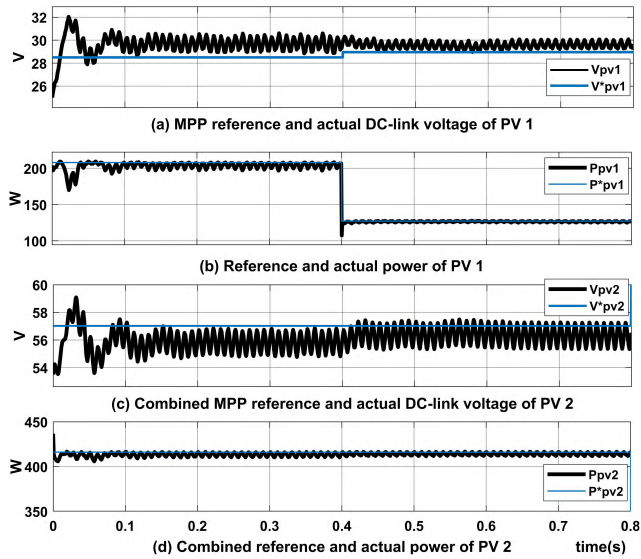 32
30
28
26
V
Vpv1
V*pv1
(a) MPP reference and actual DC-link voltage of PV 1
200
150
100
W
Ppv1
P*pv1
(b) Reference and actual power of PV 1
60
58
56
54
V
Vpv2
V*pv2
(c) Combined MPP reference and actual DC-link voltage of PV 2
450
400
350
W
Ppv2
P*pv2
0 0.1 0.2 0.3 0.4 0.5 0.6 0.7 0.8
(d) Combined reference and actual power of PV 2 time(s)